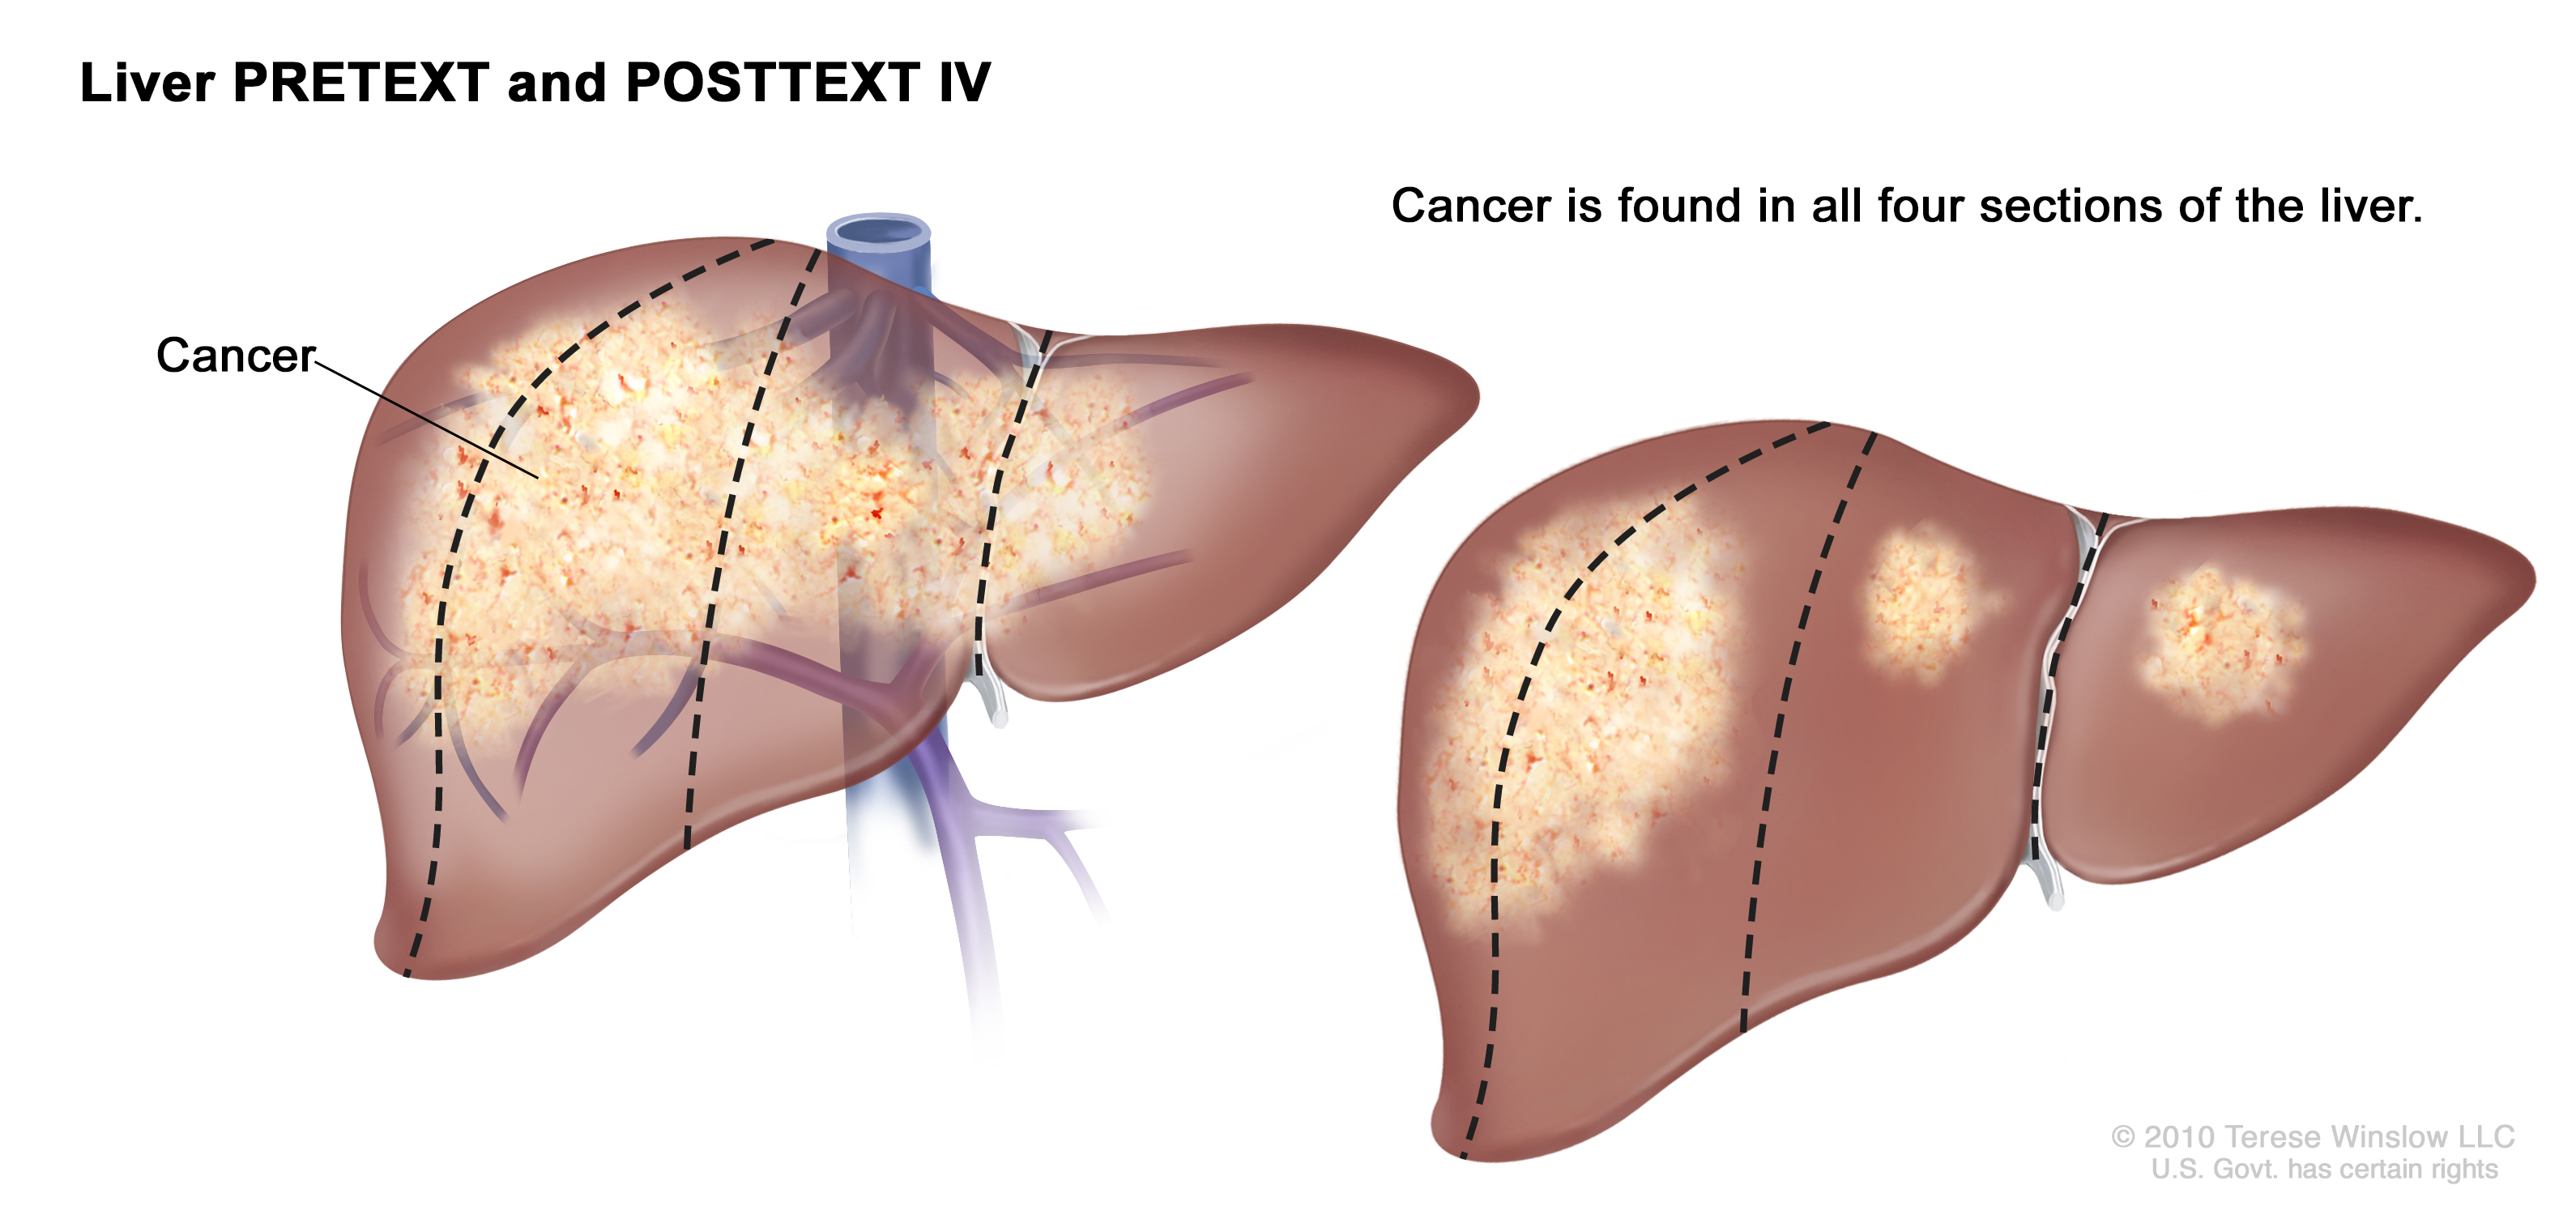 Liver PRETEXT and POSTTEXT IV
Cancer is found in all four sections of the liver.
Cancer
© 2010 Terese Winslow LLC
U.S. Govt. has certain rights